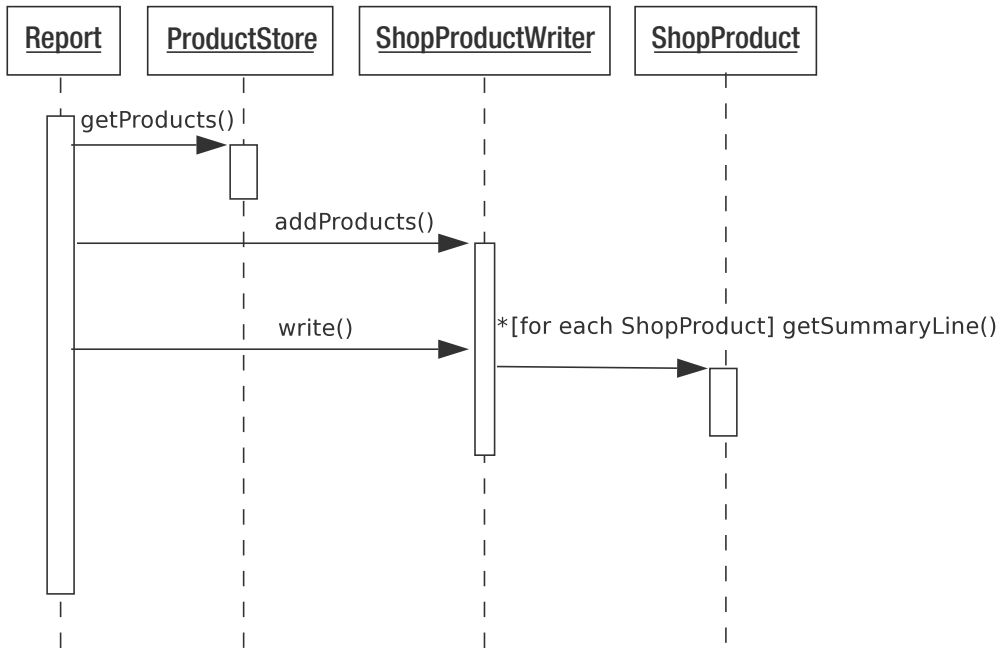 Report
ProductStore
ShopProductWriter
ShopProduct
getProducts()
addProducts()
write()
*[for each ShopProduct] getSummaryLine()